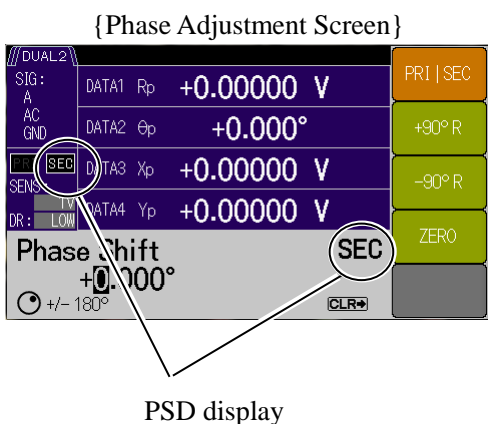 {Phase Adjustment Screen}
DUAL2
SIG:
A
AC
GND
PRI SEC
SENS:
1V
DR: LOW
DATA1 Rp +0.00000 V
DATA2 θp +0.000°
DATA3 Xp +0.00000 V
DATA4 Yp +0.00000 V
Phase Shift SEC
+0.000°
+/- 180° CLR➡
PRI|SEC
+90° R
-90° R
ZERO
PSD display